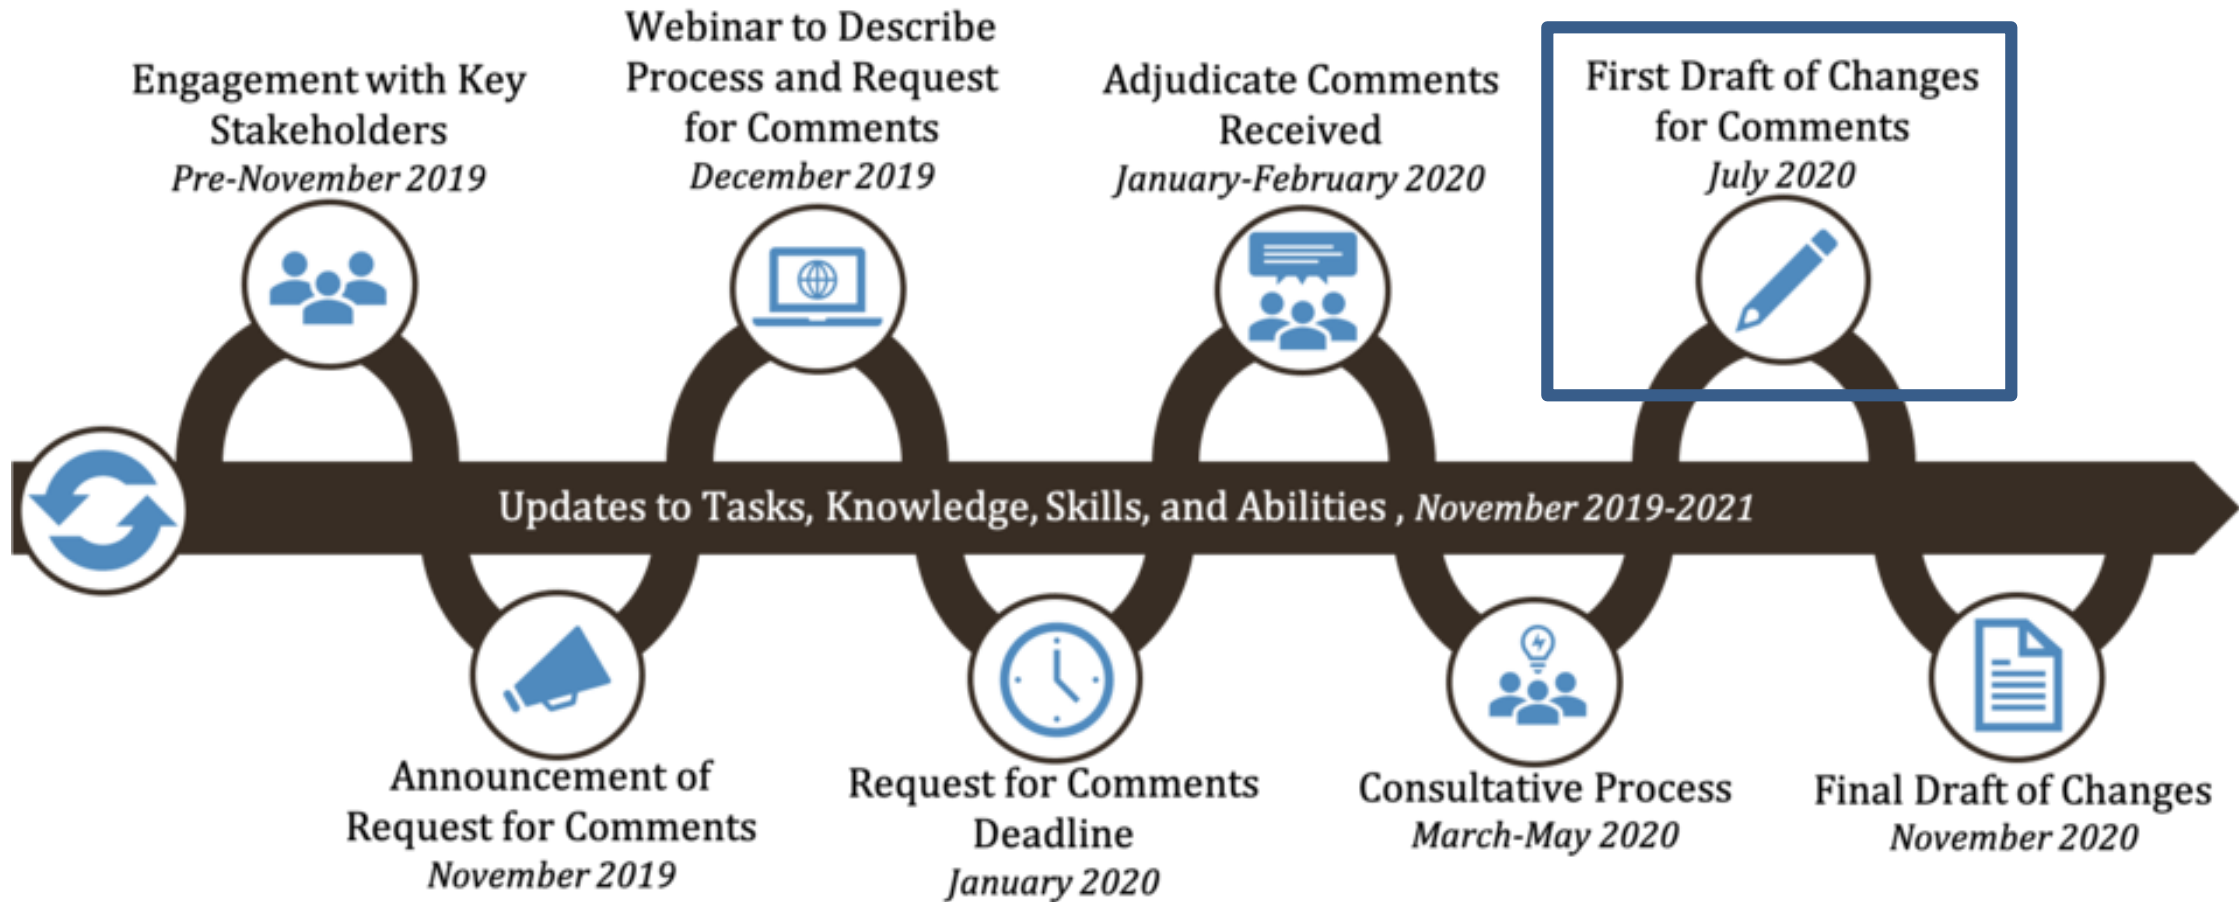 Engagement with Key
Stakeholders
Pre-November 2019
Webinar to Describe
Process and Request
for Comments
December 2019
Adjudicate Comments
Received
January-February 2020
First Draft of Changes
for Comments
July 2020
Updates to Tasks, Knowledge, Skills, and Abilities , November 2019-2021
Announcement of
Request for Comments
November 2019
Request for Comments
Deadline
January 2020
Consultative Process
March-May 2020
Final Draft of Changes
November 2020